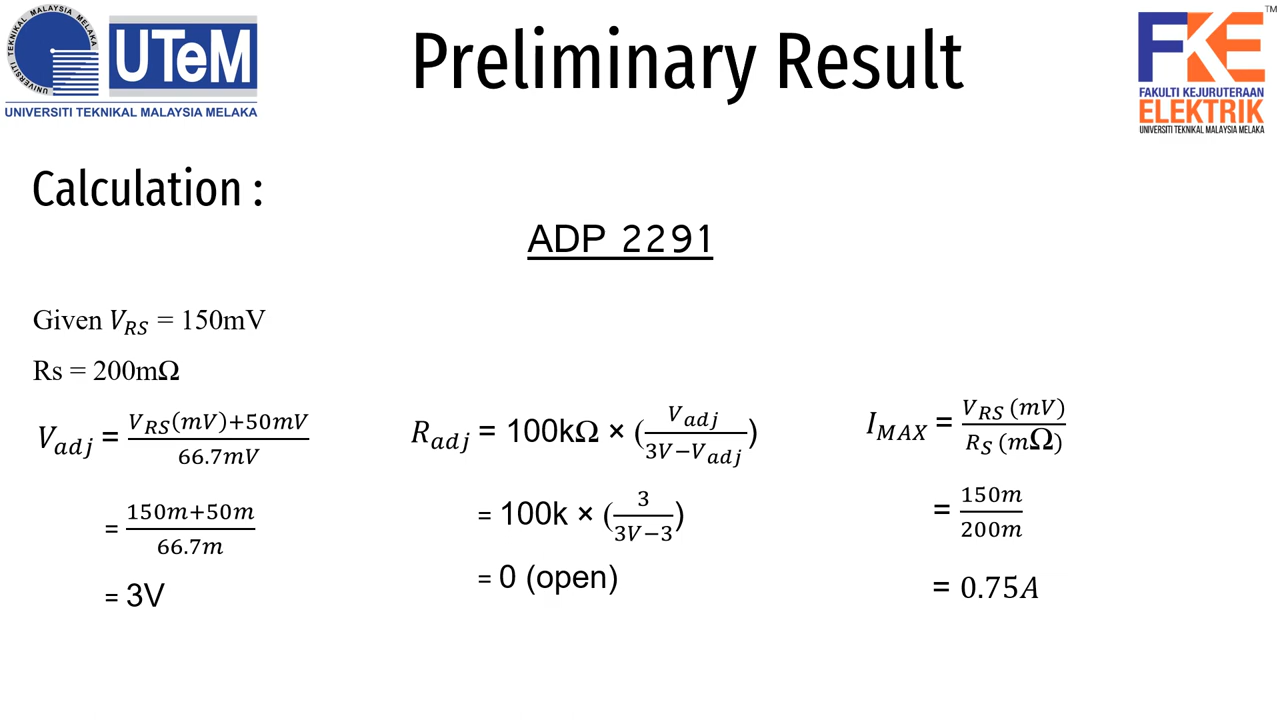 UNIVERSITI TEKNIKAL MALAYSIA MELAKA
UTeM
UNIVERSITI TEKNIKAL MALAYSIA MELAKA
Preliminary Result
FKE
TM
FAKULTI KEJURUTERAAN
ELEKTRIK
UNIVERSITI TEKNIKAL MALAYSIA MELAKA
Calculation :
ADP 2291
Given V_RS = 150mV
Rs = 200mΩ
V_adj = (V_RS(mV)+50mV)/(66.7mV)
= (150m+50m)/(66.7m)
= 3V
R_adj = 100kΩ × (V_adj/(3V−V_adj))
= 100k × (3/(3V−3))
= 0 (open)
I_MAX = V_RS (mV)/R_S (mΩ)
= 150m/200m
= 0.75A